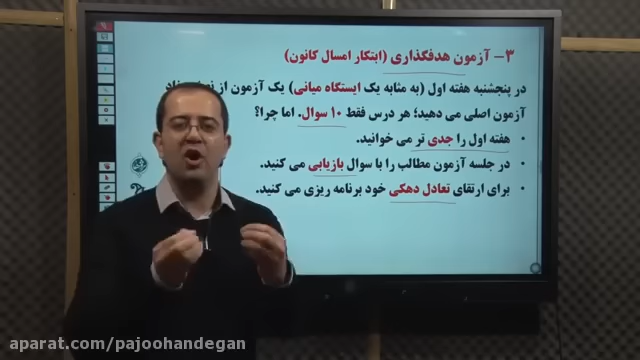 ۳- آزمون هدفگذاری (ابتکار امسال کانون)
در پنجشنبه هفته اول (به مثابه یک ایستگاه میانی) یک آزمون از
آزمون اصلی می دهید؛ هر درس فقط ۱۰ سوال. اما چرا؟
• هفته اول را جدی تر می خوانید.
• در جلسه آزمون مطالب را با سوال بازیابی می کنید.
• برای ارتقای تعادل دهکی خود برنامه ریزی می کنید.
aparat.com/pajoohandegan